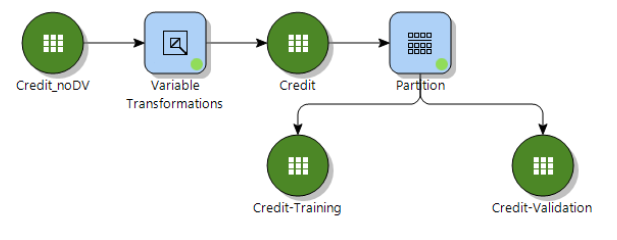 Credit_noDV
Variable
Transformations
Credit
Partition
Credit-Training
Credit-Validation